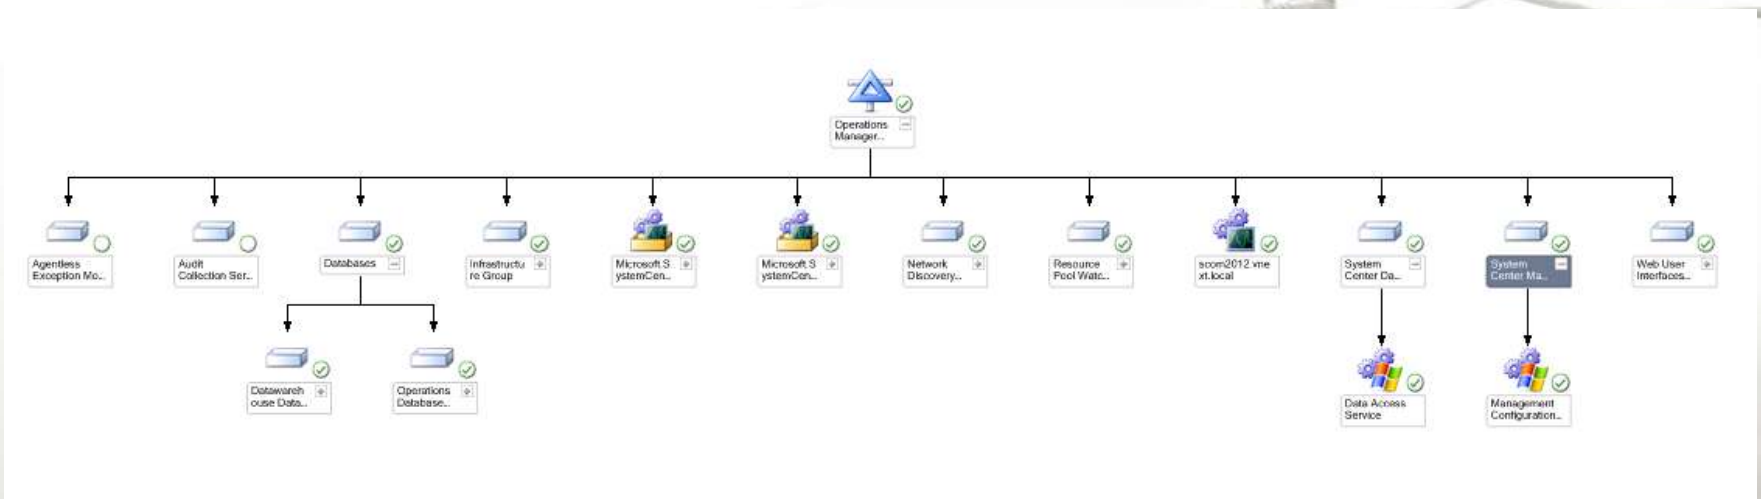 Operations
Manager...
Agentless
Exception Mo...
Audit
Collection Ser...
Databases
Infrastructu
re Group
Microsoft.S
ystemCen...
Microsoft.S
ystemCen...
Network
Discovery...
Resource
Pool Watc...
scom2012.vne
xt.local
System
Center Da...
System
Center Ma...
Web User
Interfaces...
Datawareh
ouse Data...
Operations
Database...
Data Access
Service
Management
Configuration...